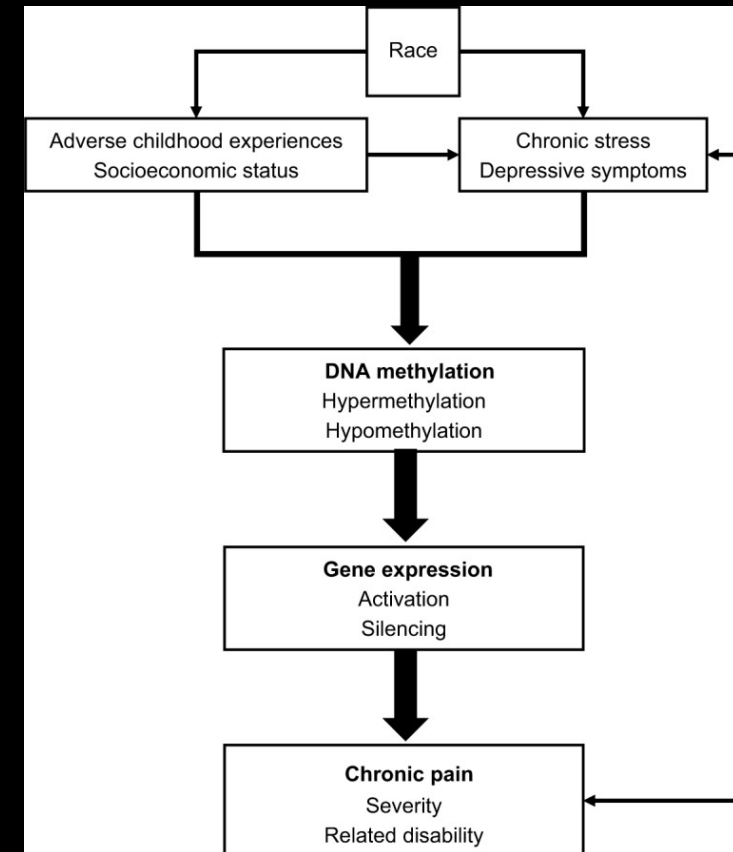 Race
Adverse childhood experiences
Socioeconomic status
Chronic stress
Depressive symptoms
DNA methylation
Hypermethylation
Hypomethylation
Gene expression
Activation
Silencing
Chronic pain
Severity
Related disability